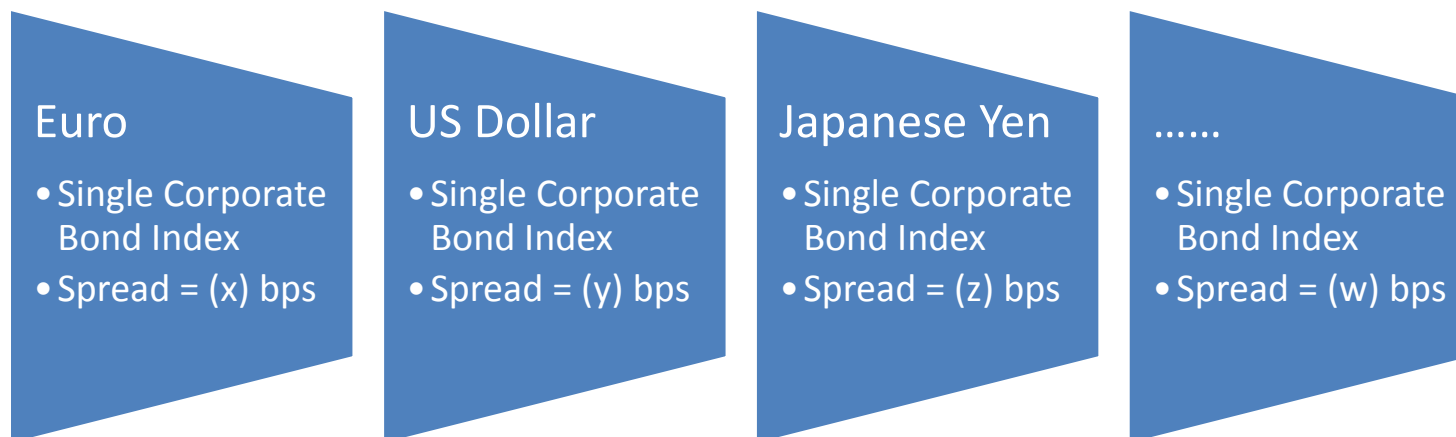 Euro
• Single Corporate
Bond Index
• Spread = (x) bps
US Dollar
• Single Corporate
Bond Index
• Spread = (y) bps
Japanese Yen
• Single Corporate
Bond Index
• Spread = (z) bps
......
• Single Corporate
Bond Index
• Spread = (w) bps